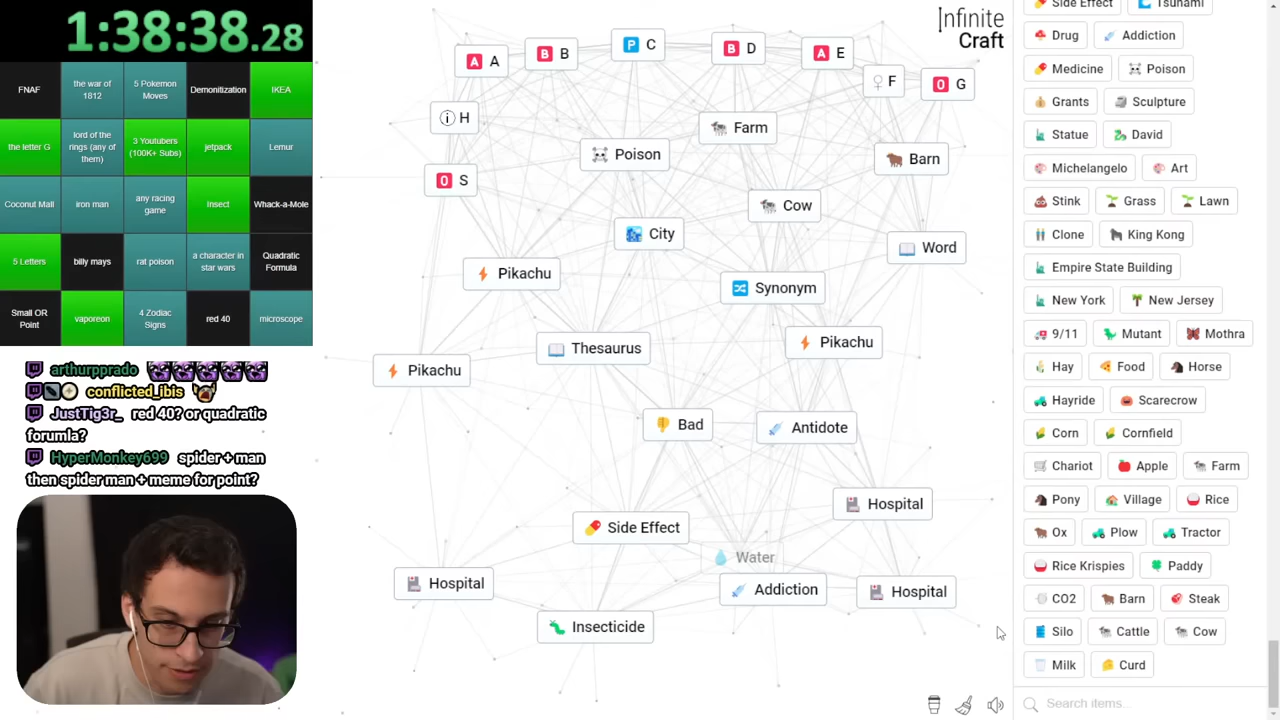 1:38:38.28
FNAF
the war of
1812
5 Pokemon
Moves
Demonitization
IKEA
the letter G
lord of the
rings (any of
them)
3 Youtubers
(100K+ Subs)
jetpack
Lemur
Coconut Mall
iron man
any racing
game
Insect
Whack-a-Mole
5 Letters
billy mays
rat poison
a character in
star wars
Quadratic
Formula
Small OR
Point
vaporeon
4 Zodiac
Signs
red 40
microscope
arthurpprado
conflicted_ibis
JustTig3r_ red 40? or quadratic
forumla?
HyperMonkey699 spider + man
then spider man + meme for point?
Infinite
Craft
A A
B B
P C
B D
A E
F
O G
H
Farm
Poison
Barn
O S
Cow
City
Word
Pikachu
Synonym
Thesaurus
Pikachu
Pikachu
Bad
Antidote
Hospital
Side Effect
Water
Hospital
Addiction
Hospital
Insecticide
Side Effect
Tsunami
Drug
Addiction
Medicine
Poison
Grants
Sculpture
Statue
David
Michelangelo
Art
Stink
Grass
Lawn
Clone
King Kong
Empire State Building
New York
New Jersey
9/11
Mutant
Mothra
Hay
Food
Horse
Hayride
Scarecrow
Corn
Cornfield
Chariot
Apple
Farm
Pony
Village
Rice
Ox
Plow
Tractor
Rice Krispies
Paddy
CO2
Barn
Steak
Silo
Cattle
Cow
Milk
Curd
Search items...